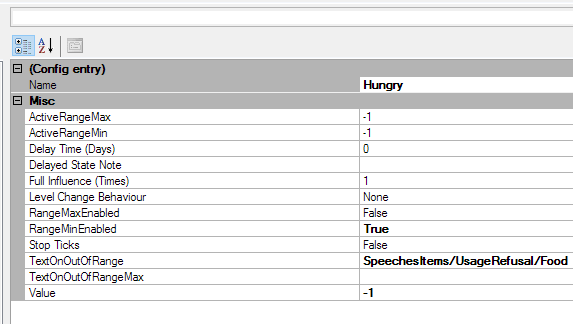 (Config entry)
Name Hungry
Misc
ActiveRangeMax -1
ActiveRangeMin -1
Delay Time (Days) 0
Delayed State Note
Full Influence (Times) 1
Level Change Behaviour None
RangeMaxEnabled False
RangeMinEnabled True
Stop Ticks False
TextOnOutOfRange SpeechesItems/UsageRefusal/Food
TextOnOutOfRangeMax
Value -1